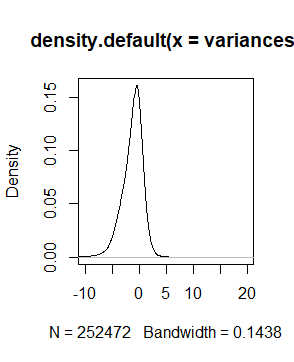 density.default(x = variances
Density
0.00 0.05 0.10 0.15
-10 0 5 10 20
N = 252472 Bandwidth = 0.1438